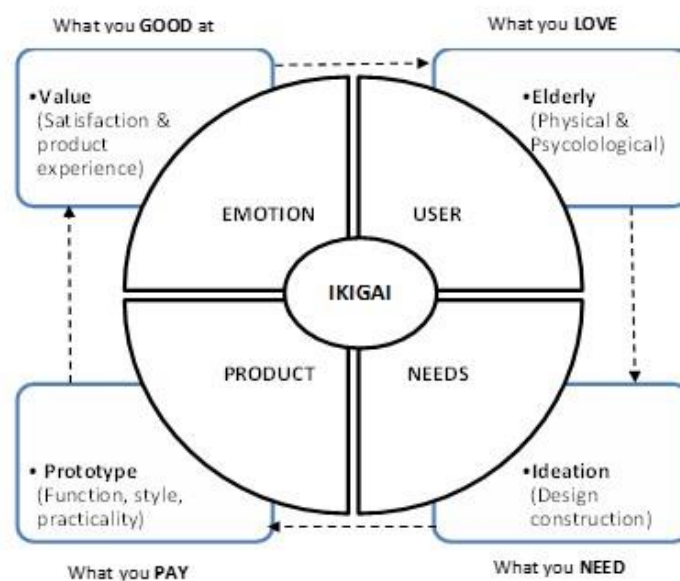 What you GOOD at
What you LOVE
•Value
(Satisfaction &
product
experience)
•Elderly
(Physical &
Psycolological)
EMOTION
USER
IKIGAI
PRODUCT
NEEDS
• Prototype
(Function, style,
practicality)
•Ideation
(Design
construction)
What you PAY
What you NEED